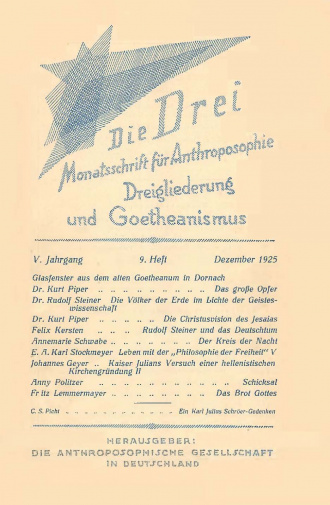 Die Drei
Monatsschrift für Anthroposophie
Dreigliederung
und Goetheanismus
V. Jahrgang 9. Heft Dezember 1925
Glasfenster aus dem alten Goetheanum in Dornach
Dr. Kurt Piper .. .. .. .. .. .. .. .. .. Das große Opfer
Dr. Rudolf Steiner Die Völker der Erde im Lichte der Geistes-
wissenschaft
Dr. Kurt Piper .. .. .. .. .. Die Christusvision des Jesaias
Felix Kersten .. .. .. Rudolf Steiner und das Deutschtum
Annemarie Schwabe .. .. .. .. .. .. Der Kreis der Nacht
E. A. Karl Stockmeyer Leben mit der „Philosophie der Freiheit" V
Johannes Geyer .. Kaiser Julians Versuch einer hellenistischen
Kirchengründung II
Anny Politzer .. .. .. .. .. .. .. .. .. .. Schicksal
Fritz Lemmermayer .. .. .. .. .. .. .. Das Brot Gottes
C. S. Picht . . . . . . . . . . . . Ein Karl Julius Schröer-Gedenken
HERAUSGEBER:
DIE ANTHROPOSOPHISCHE GESELLSCHAFT
IN DEUTSCHLAND